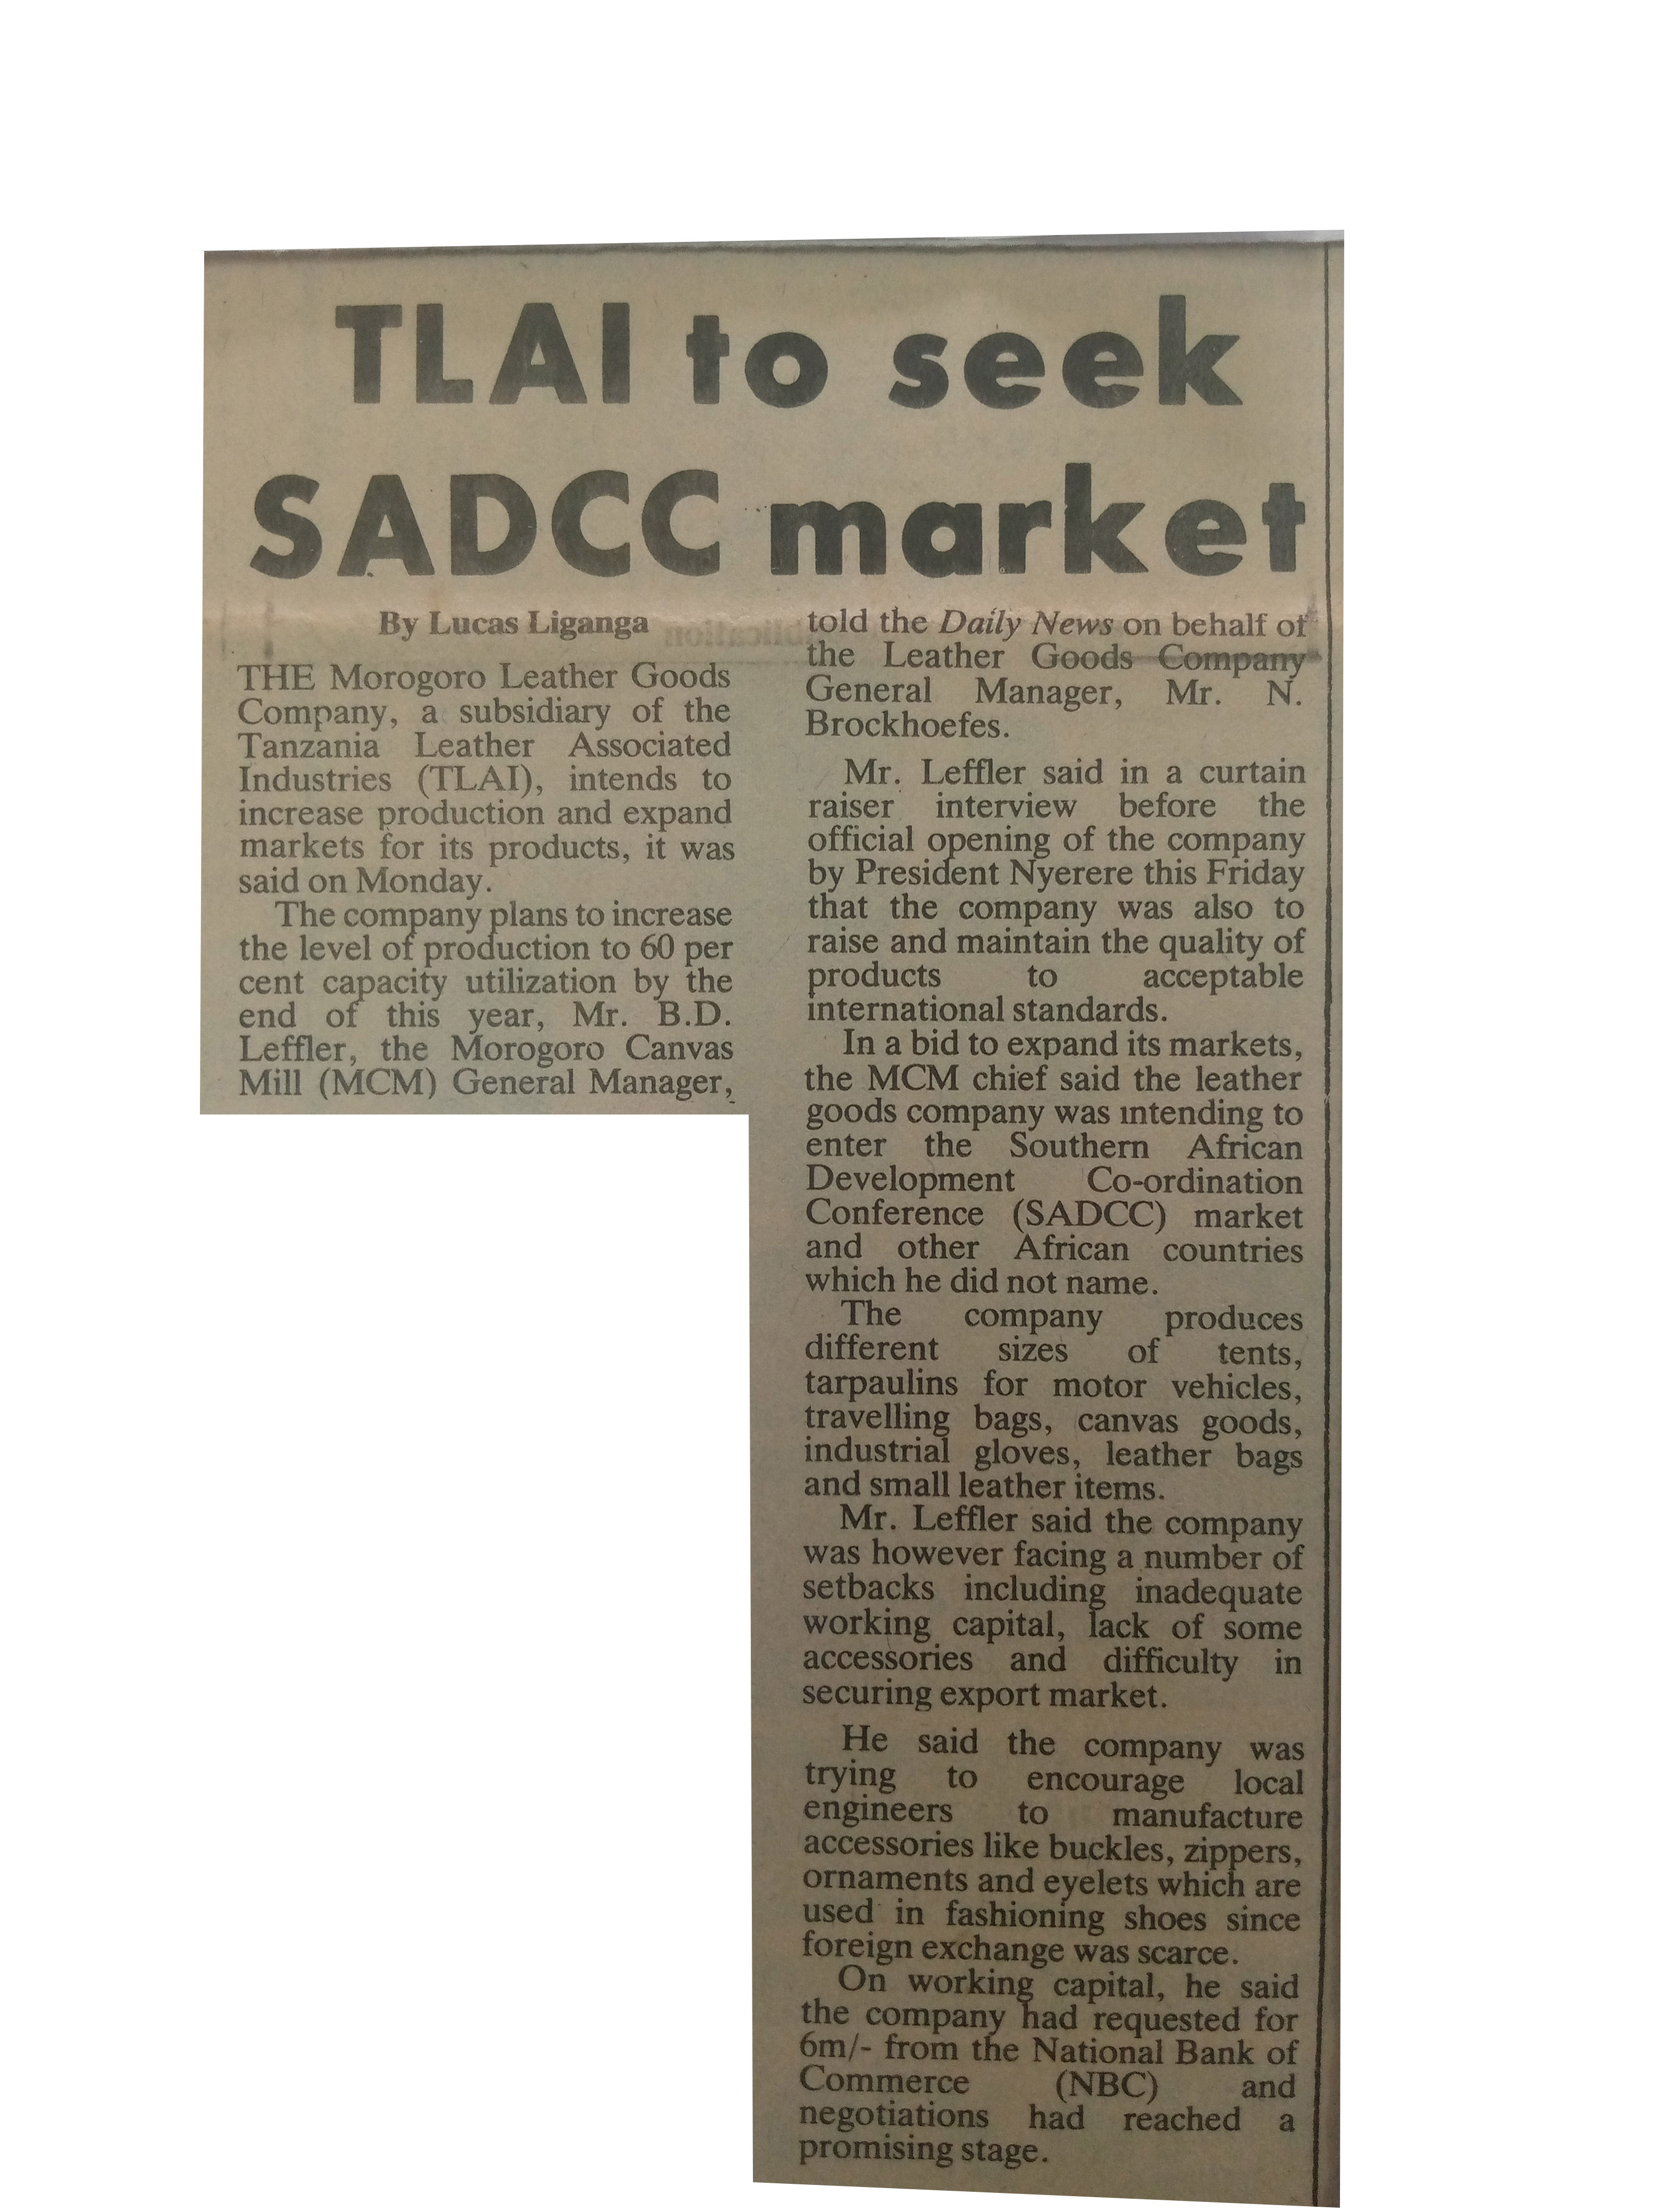 TLAI to seek
SADCC market
By Lucas Liganga
THE Morogoro Leather Goods
Company, a subsidiary of the
Tanzania Leather Associated
Industries (TLAI), intends to
increase production and expand
markets for its products, it was
said on Monday.
The company plans to increase
the level of production to 60 per
cent capacity utilization by the
end of this year, Mr. B.D.
Leffler, the Morogoro Canvas
Mill (MCM) General Manager,
told the Daily News on behalf of
the Leather Goods Company
General Manager, Mr. N.
Brockhoefes.
Mr. Leffler said in a curtain
raiser interview before the
official opening of the company
by President Nyerere this Friday
that the company was also to
raise and maintain the quality of
products to acceptable
international standards.
In a bid to expand its markets,
the MCM chief said the leather
goods company was intending to
enter the Southern African
Development Co-ordination
Conference (SADCC) market
and other African countries
which he did not name.
The company produces
different sizes of tents,
tarpaulins for motor vehicles,
travelling bags, canvas goods,
industrial gloves, leather bags
and small leather items.
Mr. Leffler said the company
was however facing a number of
setbacks including inadequate
working capital, lack of some
accessories and difficulty in
securing export market.
He said the company was
trying to encourage local
engineers to manufacture
accessories like buckles, zippers,
ornaments and eyelets which are
used in fashioning shoes since
foreign exchange was scarce.
On working capital, he said
the company had requested for
6m/- from the National Bank of
Commerce (NBC) and
negotiations had reached a
promising stage.